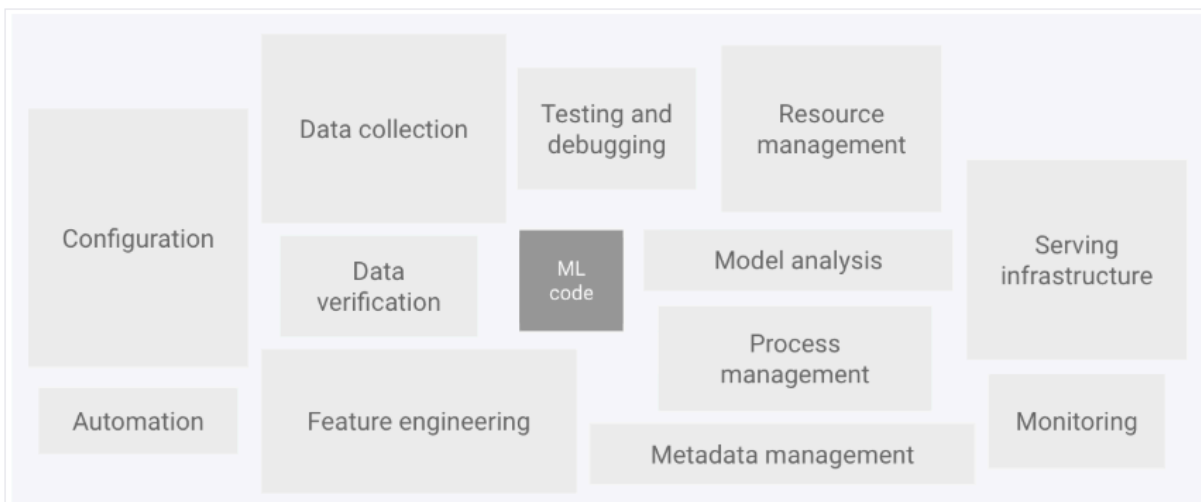 Configuration
Automation
Data collection
Data
verification
Feature engineering
Testing and
debugging
ML
code
Resource
management
Model analysis
Process
management
Metadata management
Serving
infrastructure
Monitoring